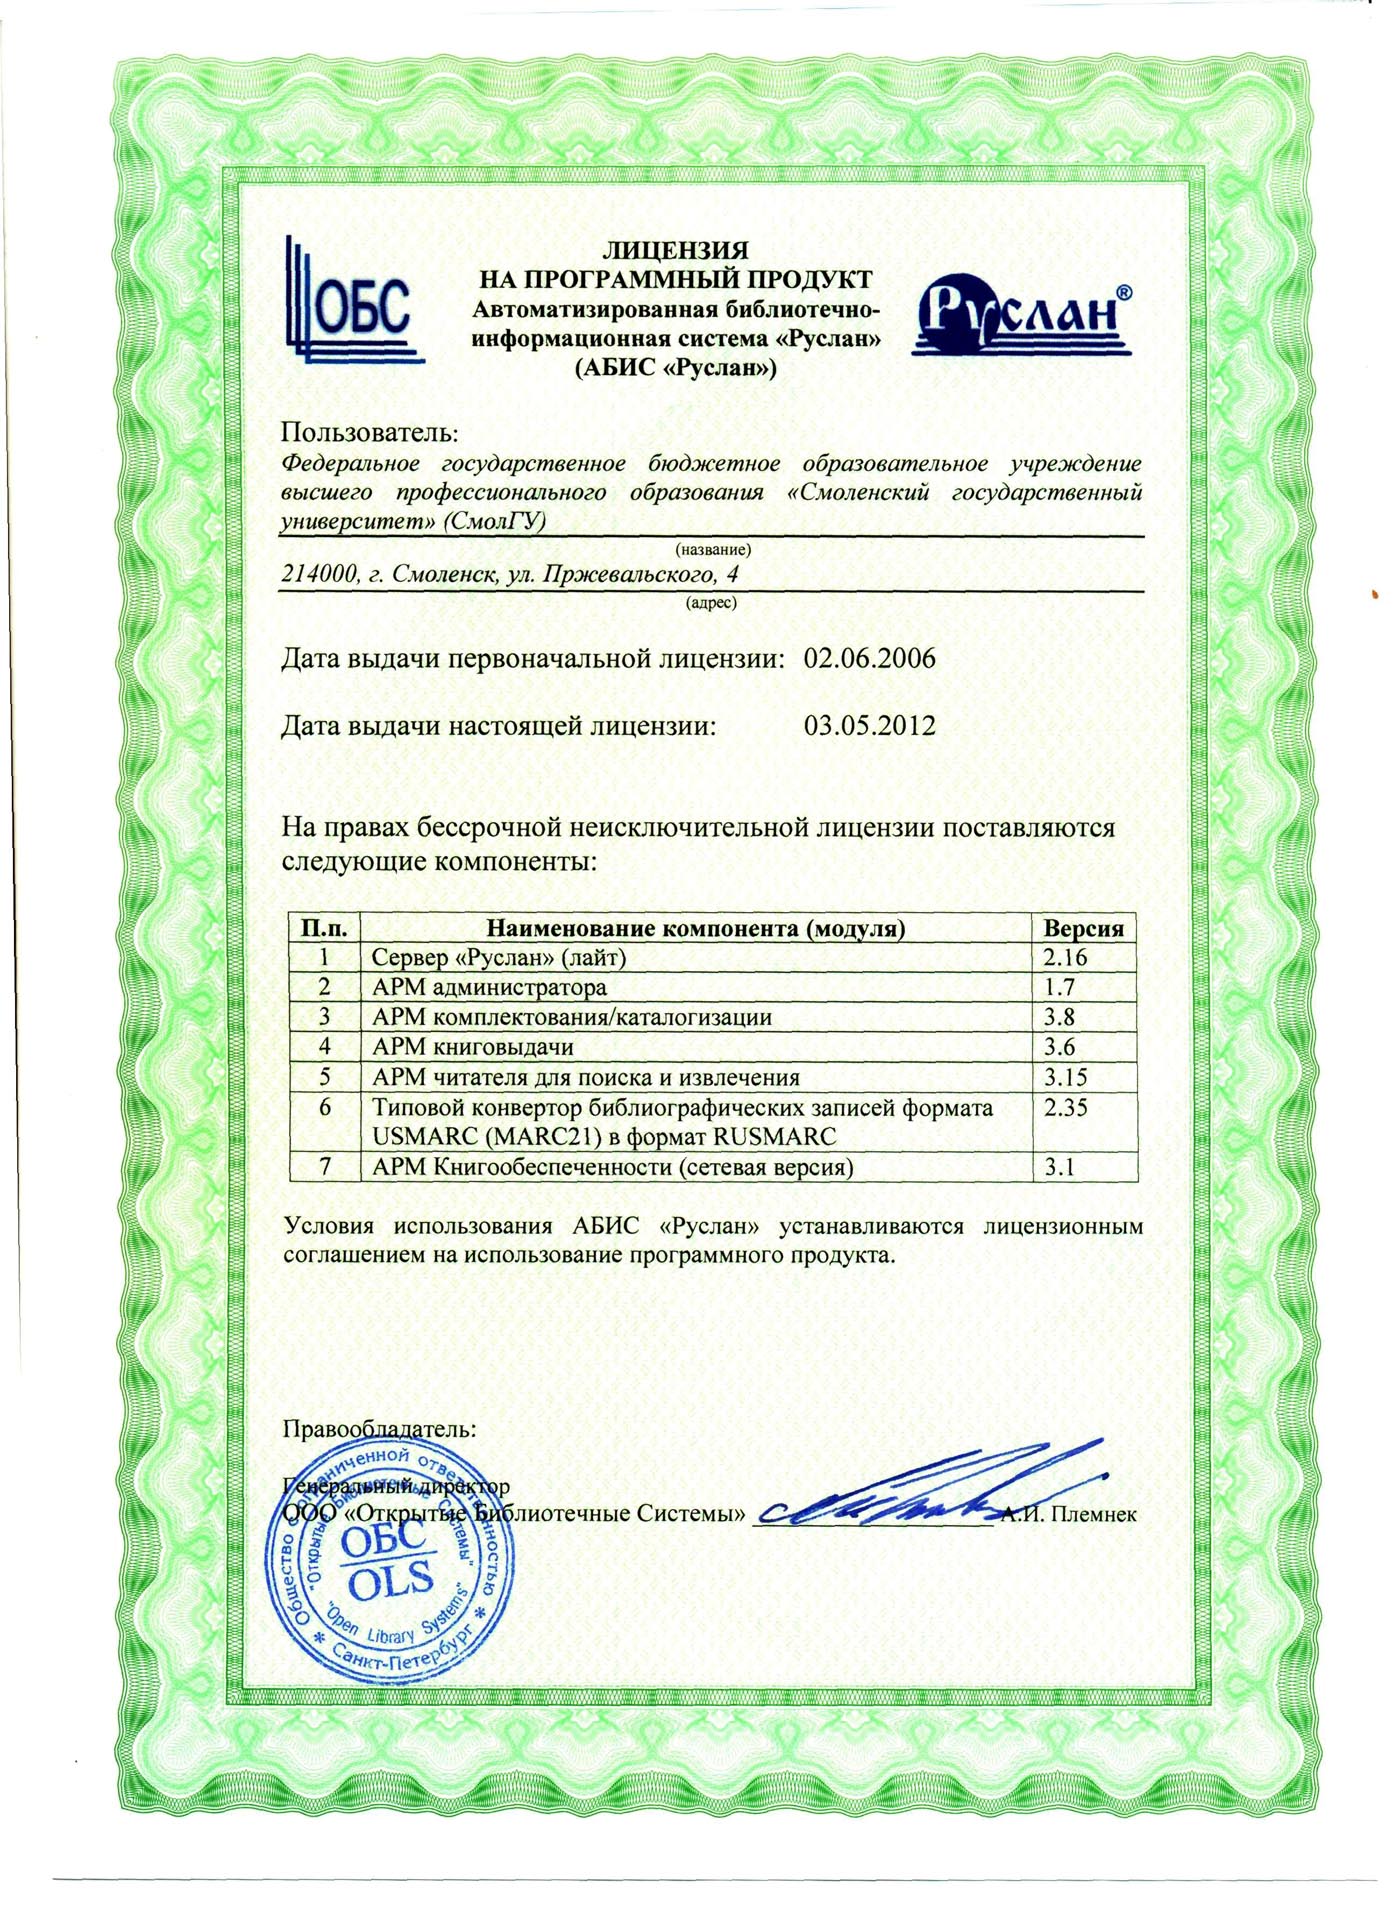 ОБС
ЛИЦЕНЗИЯ
НА ПРОГРАММНЫЙ ПРОДУКТ
Автоматизированная библиотечно-
информационная система «Руслан»
(АБИС «Руслан»)
Руслан®
Пользователь:
Федеральное государственное бюджетное образовательное учреждение
высшего профессионального образования «Смоленский государственный
университет» (СмолГУ)
(название)
214000, г. Смоленск, ул. Пржевальского, 4
(адрес)
Дата выдачи первоначальной лицензии: 02.06.2006
Дата выдачи настоящей лицензии: 03.05.2012
На правах бессрочной неисключительной лицензии поставляются
следующие компоненты:
П.п. Наименование компонента (модуля) Версия
1 Сервер «Руслан» (лайт) 2.16
2 АРМ администратора 1.7
3 АРМ комплектования/каталогизации 3.8
4 АРМ книговыдачи 3.6
5 АРМ читателя для поиска и извлечения 3.15
6 Типовой конвертор библиографических записей формата 2.35
USMARC (MARC21) в формат RUSMARC
7 АРМ Книгообеспеченности (сетевая версия) 3.1
Условия использования АБИС «Руслан» устанавливаются лицензионным
соглашением на использование программного продукта.
Правообладатель:
Генеральный директор
ООО «Открытые Библиотечные Системы» А.И. Племнек
Общество с ограниченной ответственностью * Санкт-Петербург *
"Открытые Библиотечные Системы"
ОБС
OLS
"Open Library Systems"